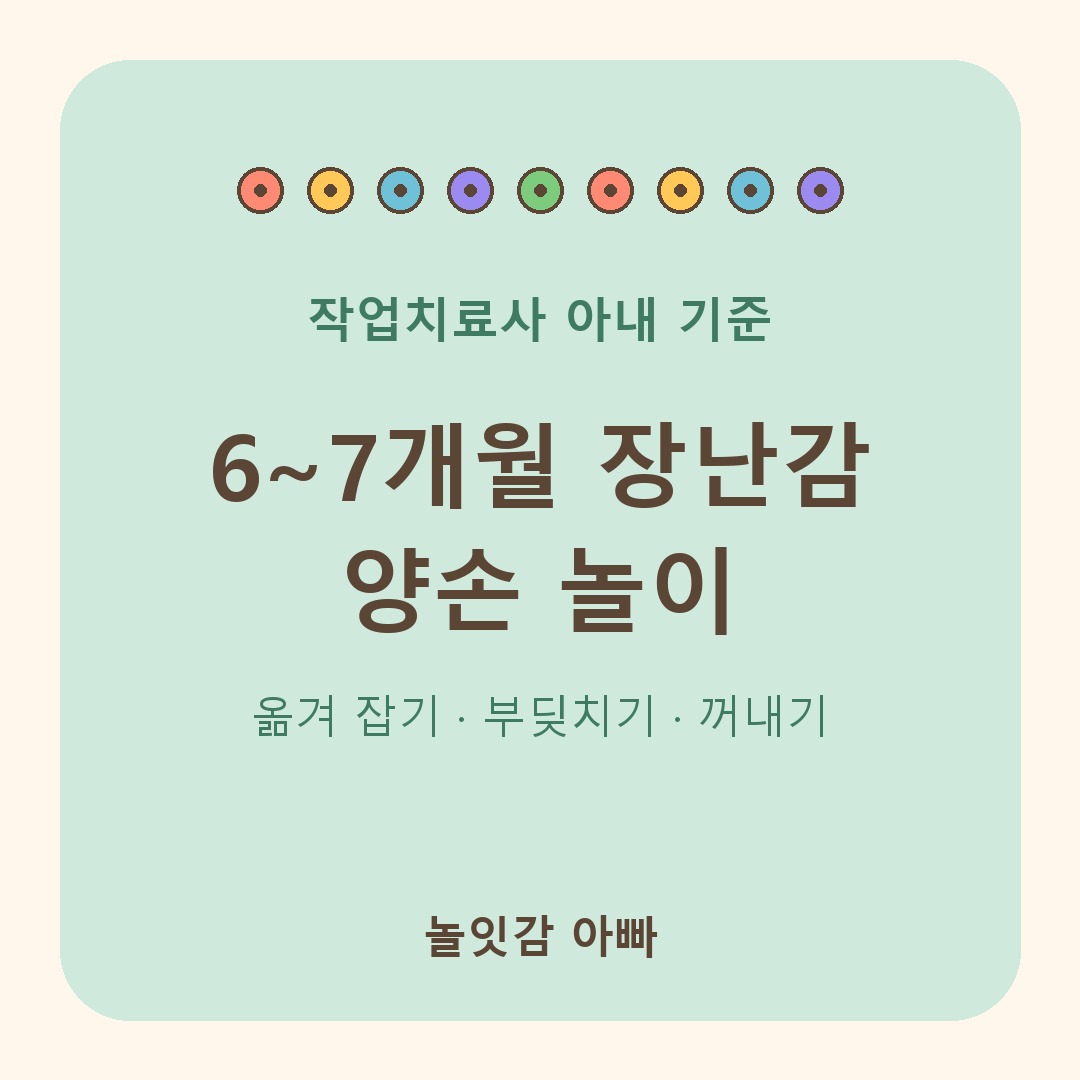 작업치료사 아내 기준
6~7개월 장난감
양손 놀이
옮겨 잡기 · 부딪치기 · 꺼내기
놀잇감 아빠